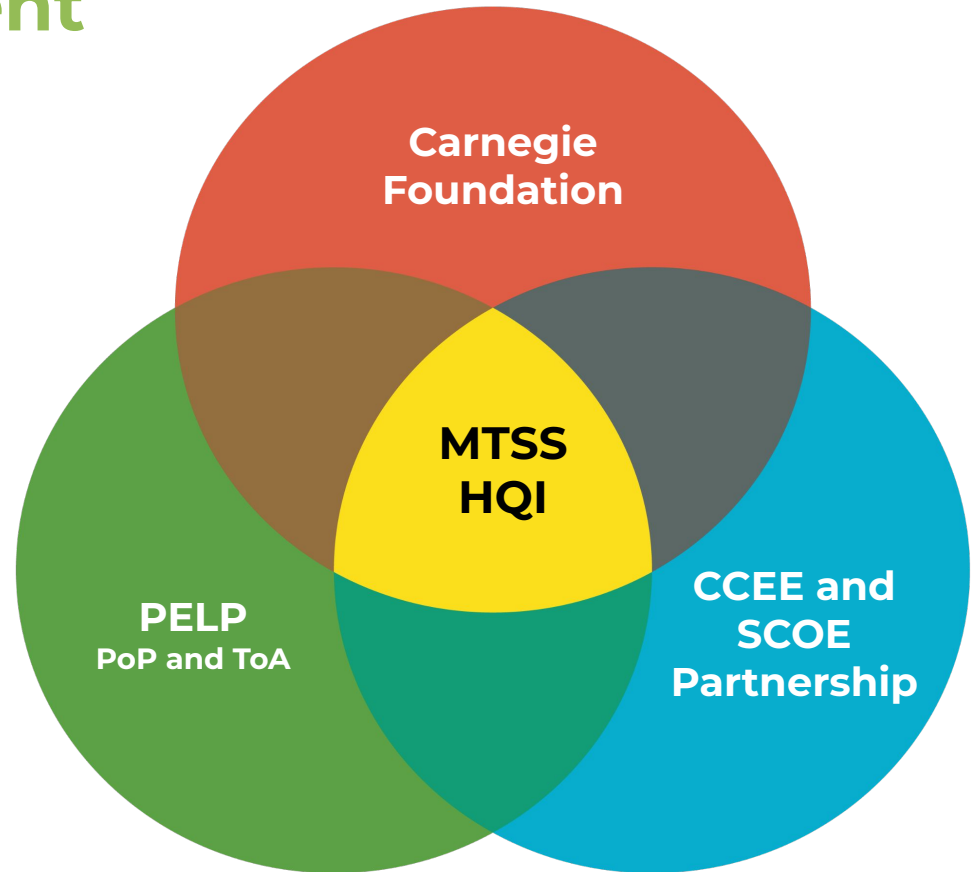 Carnegie
Foundation
MTSS
HQI
PELP
PoP and ToA
CCEE and
SCOE
Partnership